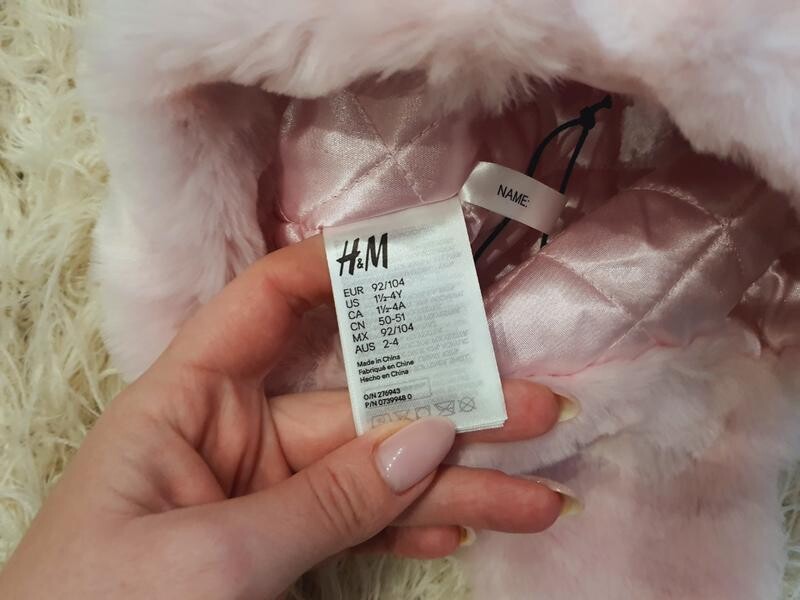 H&M
EUR 92/104
US 1½-4Y
CA 1½-4A
CN 50-51
MX 92/104
AUS 2-4
Made in China
Fabriqué en Chine
Hecho en China
O/N 276943
P/N 0739948 0
NAME: